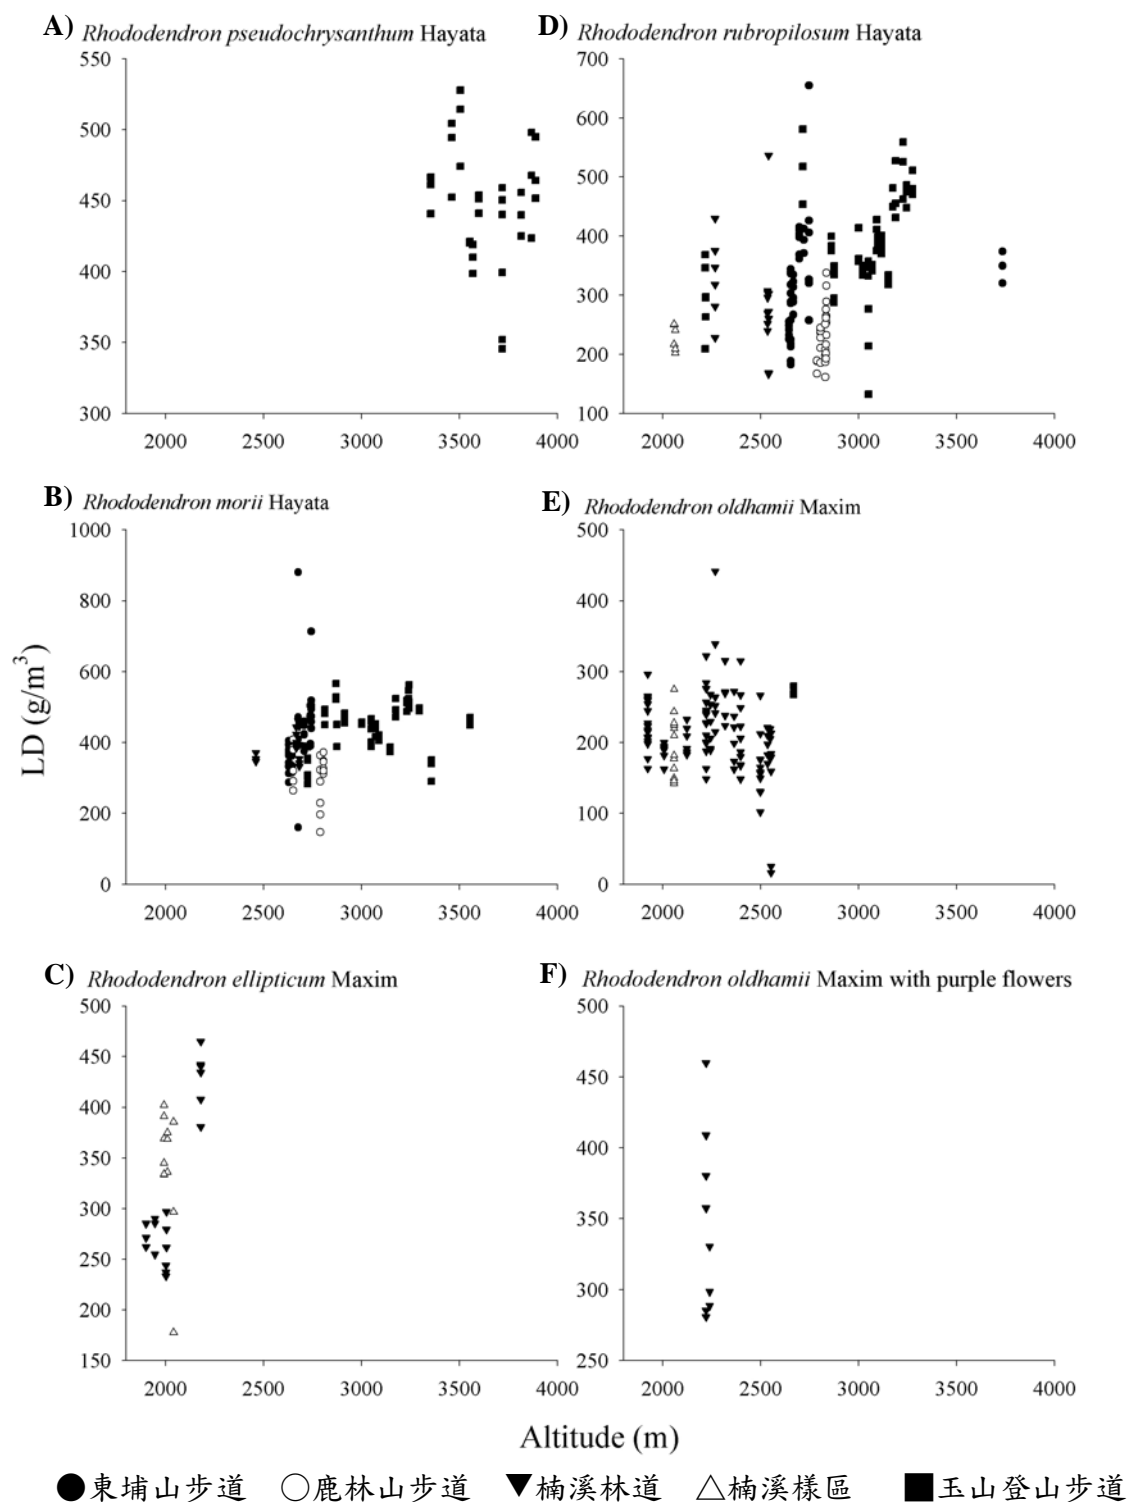 A) Rhododendron pseudochrysanthum Hayata
550
500
450
400
350
300
2000 2500 3000 3500 4000
D) Rhododendron rubropilosum Hayata
700
600
500
400
300
200
100
2000 2500 3000 3500 4000
B) Rhododendron morii Hayata
1000
800
600
400
200
0
2000 2500 3000 3500 4000
E) Rhododendron oldhamii Maxim
500
400
300
200
100
0
2000 2500 3000 3500 4000
LD (g/m³)
C) Rhododendron ellipticum Maxim
500
450
400
350
300
250
200
150
2000 2500 3000 3500 4000
F) Rhododendron oldhamii Maxim with purple flowers
500
450
400
350
300
250
2000 2500 3000 3500 4000
Altitude (m)
東埔山步道 鹿林山步道 楠溪林道 楠溪樣區 玉山登山步道